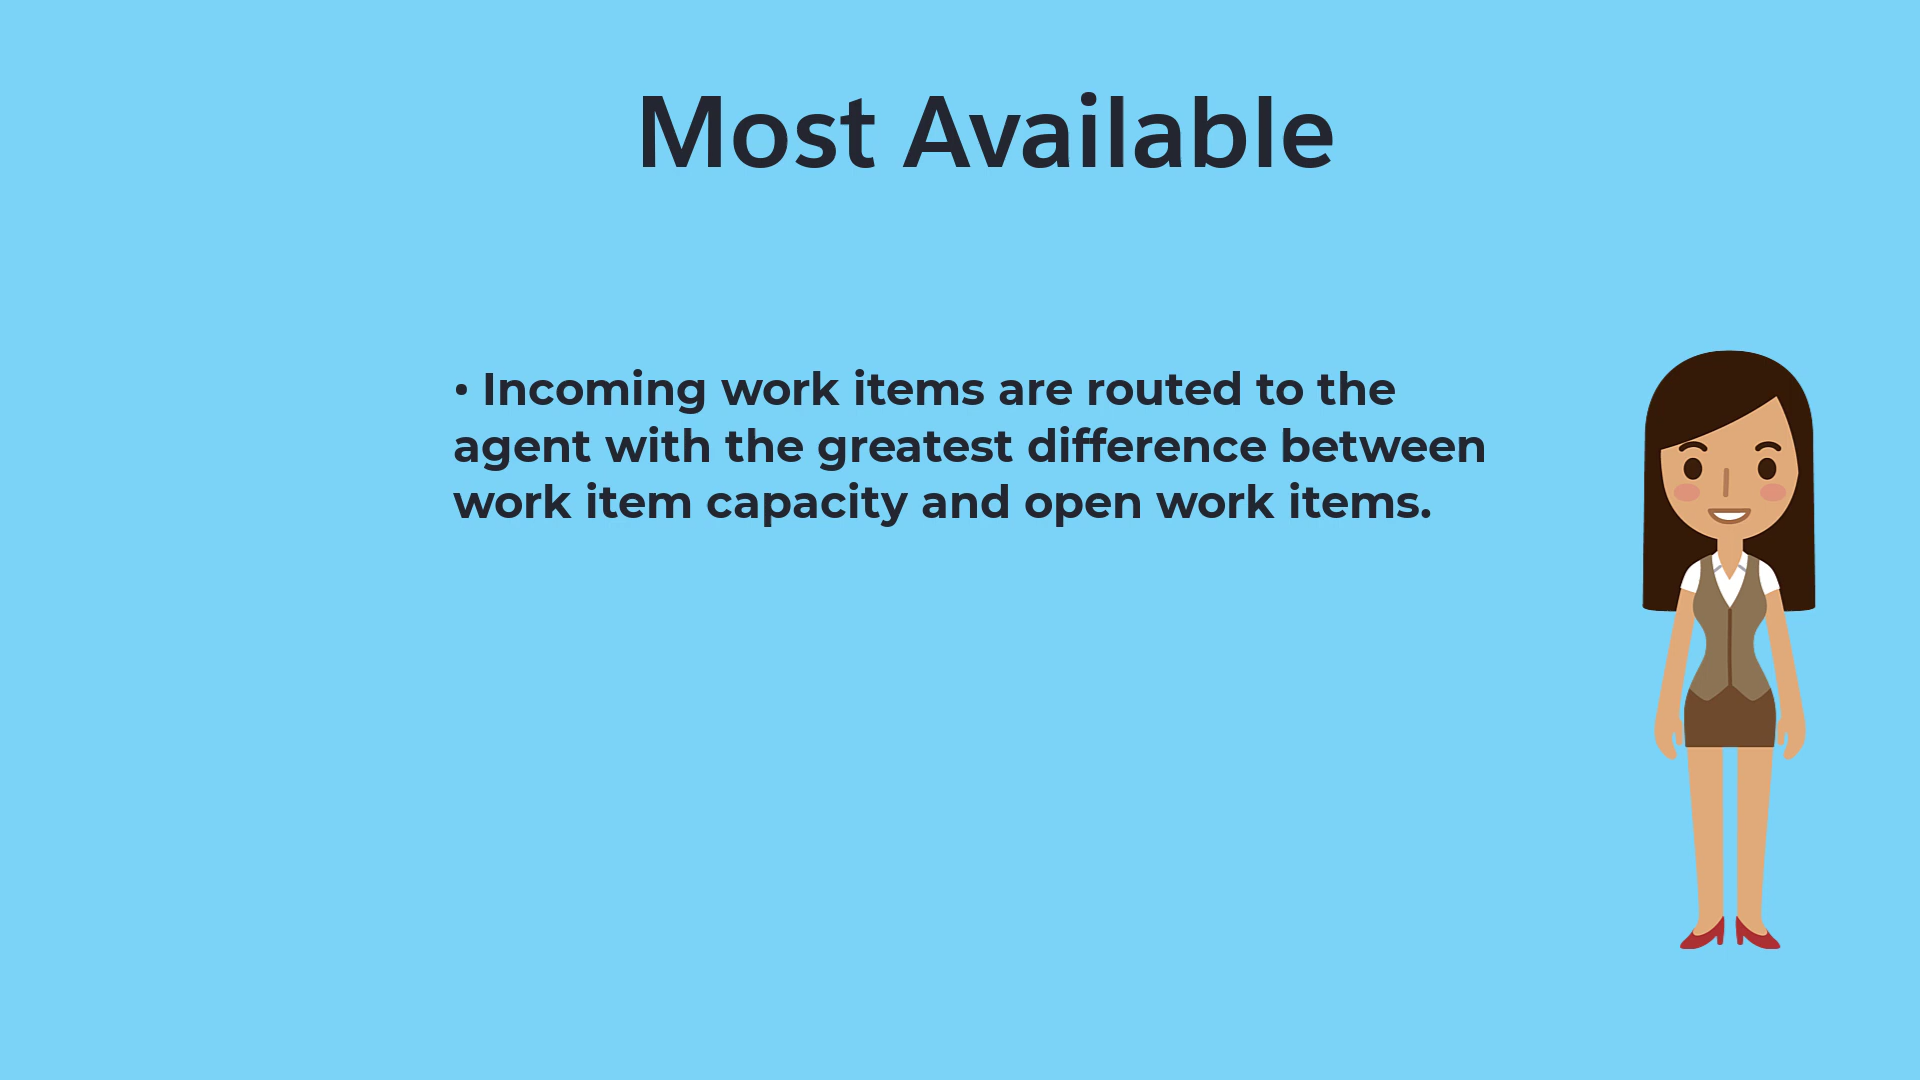 Most Available
• Incoming work items are routed to the
agent with the greatest difference between
work item capacity and open work items.